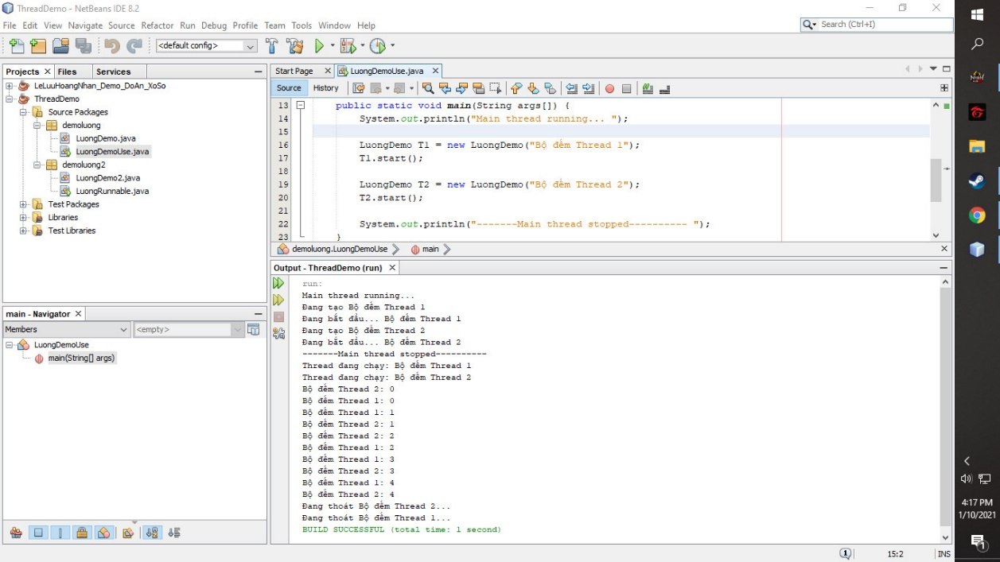 ThreadDemo - NetBeans IDE 8.2
File Edit View Navigate Source Refactor Run Debug Profile Team Tools Window Help
Search (Ctrl+I)
<default config>
Projects Files Services
LeLuuHoangNhan_Demo_DoAn_XoSo
ThreadDemo
Source Packages
demoluong
LuongDemo.java
LuongDemoUse.java
demoluong2
LuongDemo2.java
LuongRunnable.java
Test Packages
Libraries
Test Libraries
main - Navigator
Members <empty>
LuongDemoUse
main(String[] args)
Start Page LuongDemoUse.java
Source History
13 public static void main(String args[]) {
14 System.out.println("Main thread running... ");
15
16 LuongDemo T1 = new LuongDemo("Bộ đếm Thread 1");
17 T1.start();
18
19 LuongDemo T2 = new LuongDemo("Bộ đếm Thread 2");
20 T2.start();
21
22 System.out.println("-------Main thread stopped---------- ");
23 }
demoluong.LuongDemoUse main
Output - ThreadDemo (run)
run:
Main thread running...
Đang tạo Bộ đếm Thread 1
Đang bắt đầu... Bộ đếm Thread 1
Đang tạo Bộ đếm Thread 2
Đang bắt đầu... Bộ đếm Thread 2
-------Main thread stopped----------
Thread đang chạy: Bộ đếm Thread 1
Thread đang chạy: Bộ đếm Thread 2
Bộ đếm Thread 2: 0
Bộ đếm Thread 1: 0
Bộ đếm Thread 1: 1
Bộ đếm Thread 2: 1
Bộ đếm Thread 2: 2
Bộ đếm Thread 1: 2
Bộ đếm Thread 1: 3
Bộ đếm Thread 2: 3
Bộ đếm Thread 1: 4
Bộ đếm Thread 2: 4
Đang thoát Bộ đếm Thread 2...
Đang thoát Bộ đếm Thread 1...
BUILD SUCCESSFUL (total time: 1 second)
1 15:2 INS
4:17 PM
1/10/2021
1